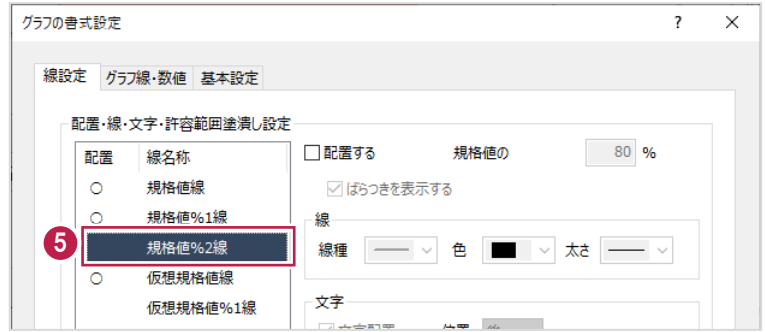 グラフの書式設定 ? ×
線設定 グラフ線・数値 基本設定
配置・線・文字・許容範囲塗潰し設定
配置 線名称 配置する 規格値の 80 %
○ 規格値線 ばらつきを表示する
○ 規格値%1線 線
5 規格値%2線 線種 色 太さ
○ 仮想規格値線
仮想規格値%1線 文字